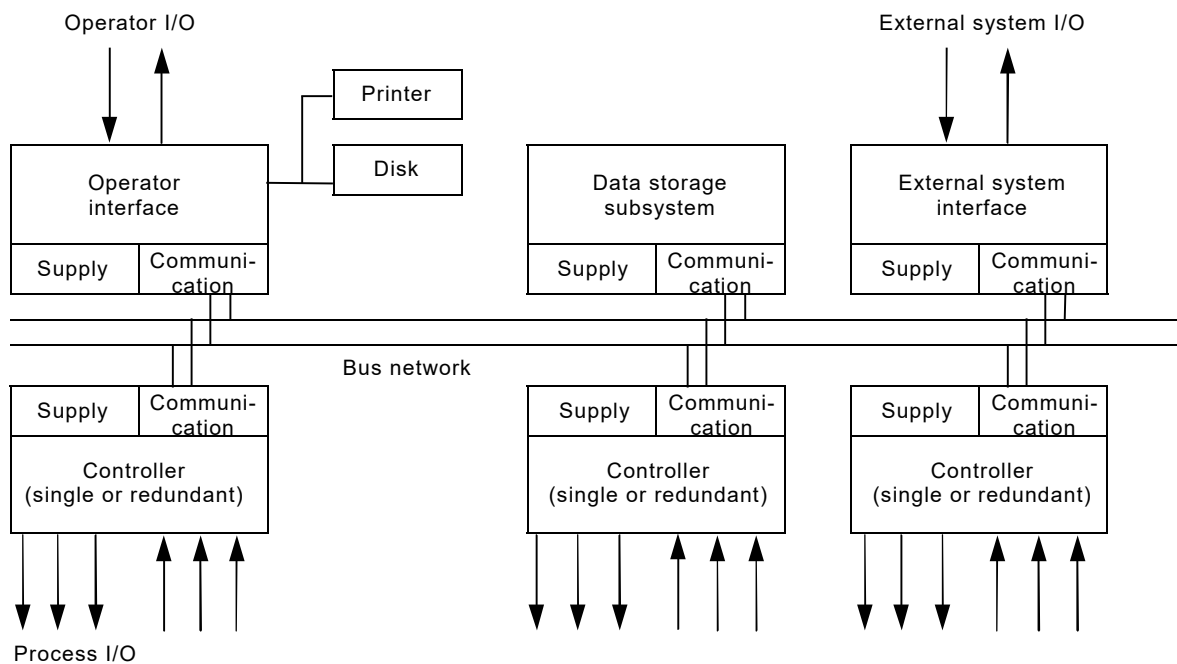 Operator I/O
External system I/O
Printer
Disk
Operator
interface
Data storage
subsystem
External system
interface
Supply
Communi-
cation
Supply
Communi-
cation
Supply
Communi-
cation
Bus network
Supply
Communi-
cation
Supply
Communi-
cation
Supply
Communi-
cation
Controller
(single or redundant)
Controller
(single or redundant)
Controller
(single or redundant)
Process I/O